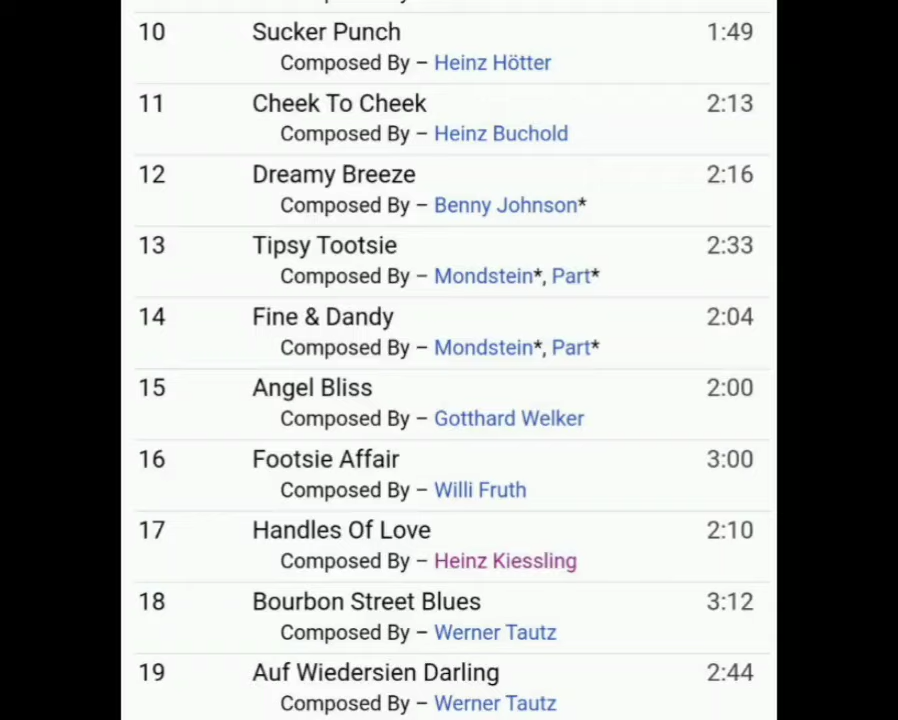 10 Sucker Punch 1:49
Composed By – Heinz Hötter
11 Cheek To Cheek 2:13
Composed By – Heinz Buchold
12 Dreamy Breeze 2:16
Composed By – Benny Johnson*
13 Tipsy Tootsie 2:33
Composed By – Mondstein*, Part*
14 Fine & Dandy 2:04
Composed By – Mondstein*, Part*
15 Angel Bliss 2:00
Composed By – Gotthard Welker
16 Footsie Affair 3:00
Composed By – Willi Fruth
17 Handles Of Love 2:10
Composed By – Heinz Kiessling
18 Bourbon Street Blues 3:12
Composed By – Werner Tautz
19 Auf Wiedersien Darling 2:44
Composed By – Werner Tautz